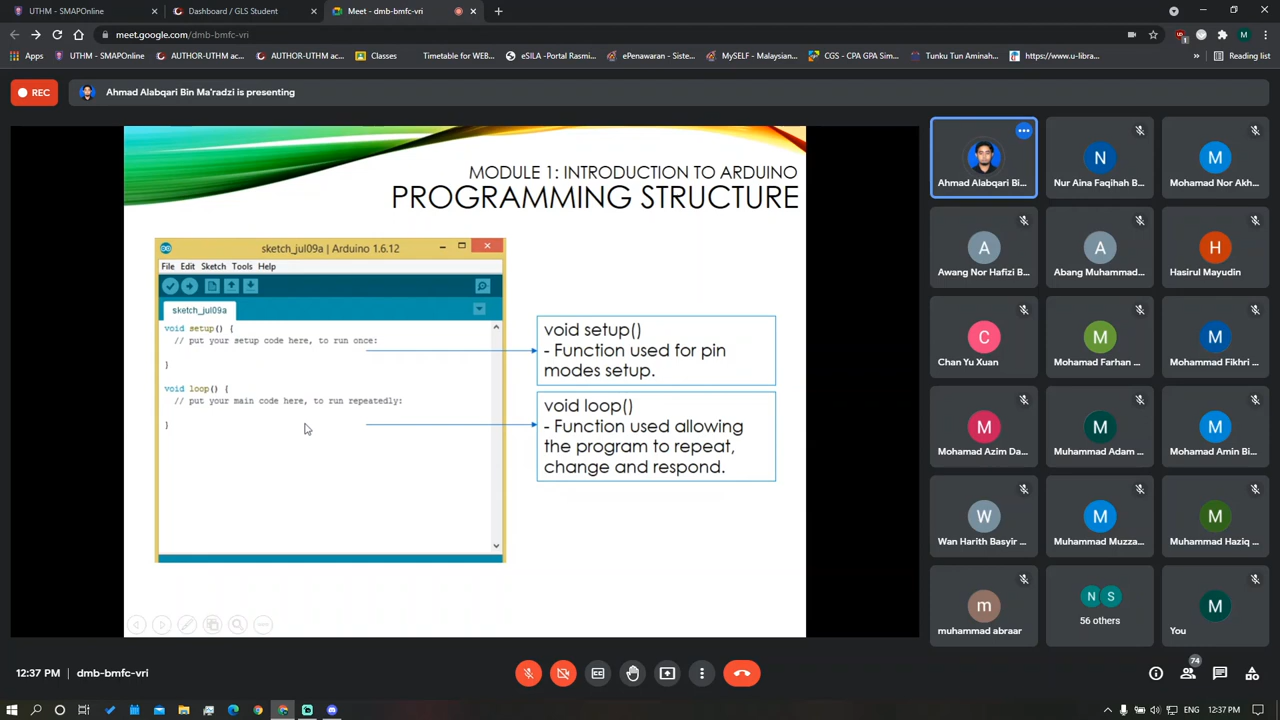 UTHM - SMAPOnline
Dashboard / GLS Student
Meet - dmb-bmfc-vri
meet.google.com/dmb-bmfc-vri
Apps
UTHM - SMAPOnline
AUTHOR-UTHM ac...
AUTHOR-UTHM ac...
Classes
Timetable for WEB...
eSILA -Portal Rasmi...
ePenawaran - Siste...
MySELF - Malaysian...
CGS - CPA GPA Sim...
Tunku Tun Aminah...
https://www.u-libra...
Reading list
REC
Ahmad Alabqari Bin Ma'radzi is presenting
MODULE 1: INTRODUCTION TO ARDUINO
PROGRAMMING STRUCTURE
sketch_jul09a | Arduino 1.6.12
File Edit Sketch Tools Help
sketch_jul09a
void setup() {
// put your setup code here, to run once:
}
void loop() {
// put your main code here, to run repeatedly:
}
void setup()
- Function used for pin
modes setup.
void loop()
- Function used allowing
the program to repeat,
change and respond.
Ahmad Alabqari Bi...
N
Nur Aina Faqihah B...
M
Mohamad Nor Akh...
A
Awang Nor Hafizi B...
A
Abang Muhammad...
H
Hasirul Mayudin
C
Chan Yu Xuan
M
Mohamad Farhan ...
M
Mohammad Fikri ...
M
Mohamad Azim Da...
M
Muhammad Adam ...
M
Mohamad Amin Bi...
W
Wan Harith Basyir ...
M
Muhammad Muzza...
M
Muhammad Haziq ...
m
muhammad abraar
N S
56 others
M
You
12:37 PM | dmb-bmfc-vri
74
12:37 PM